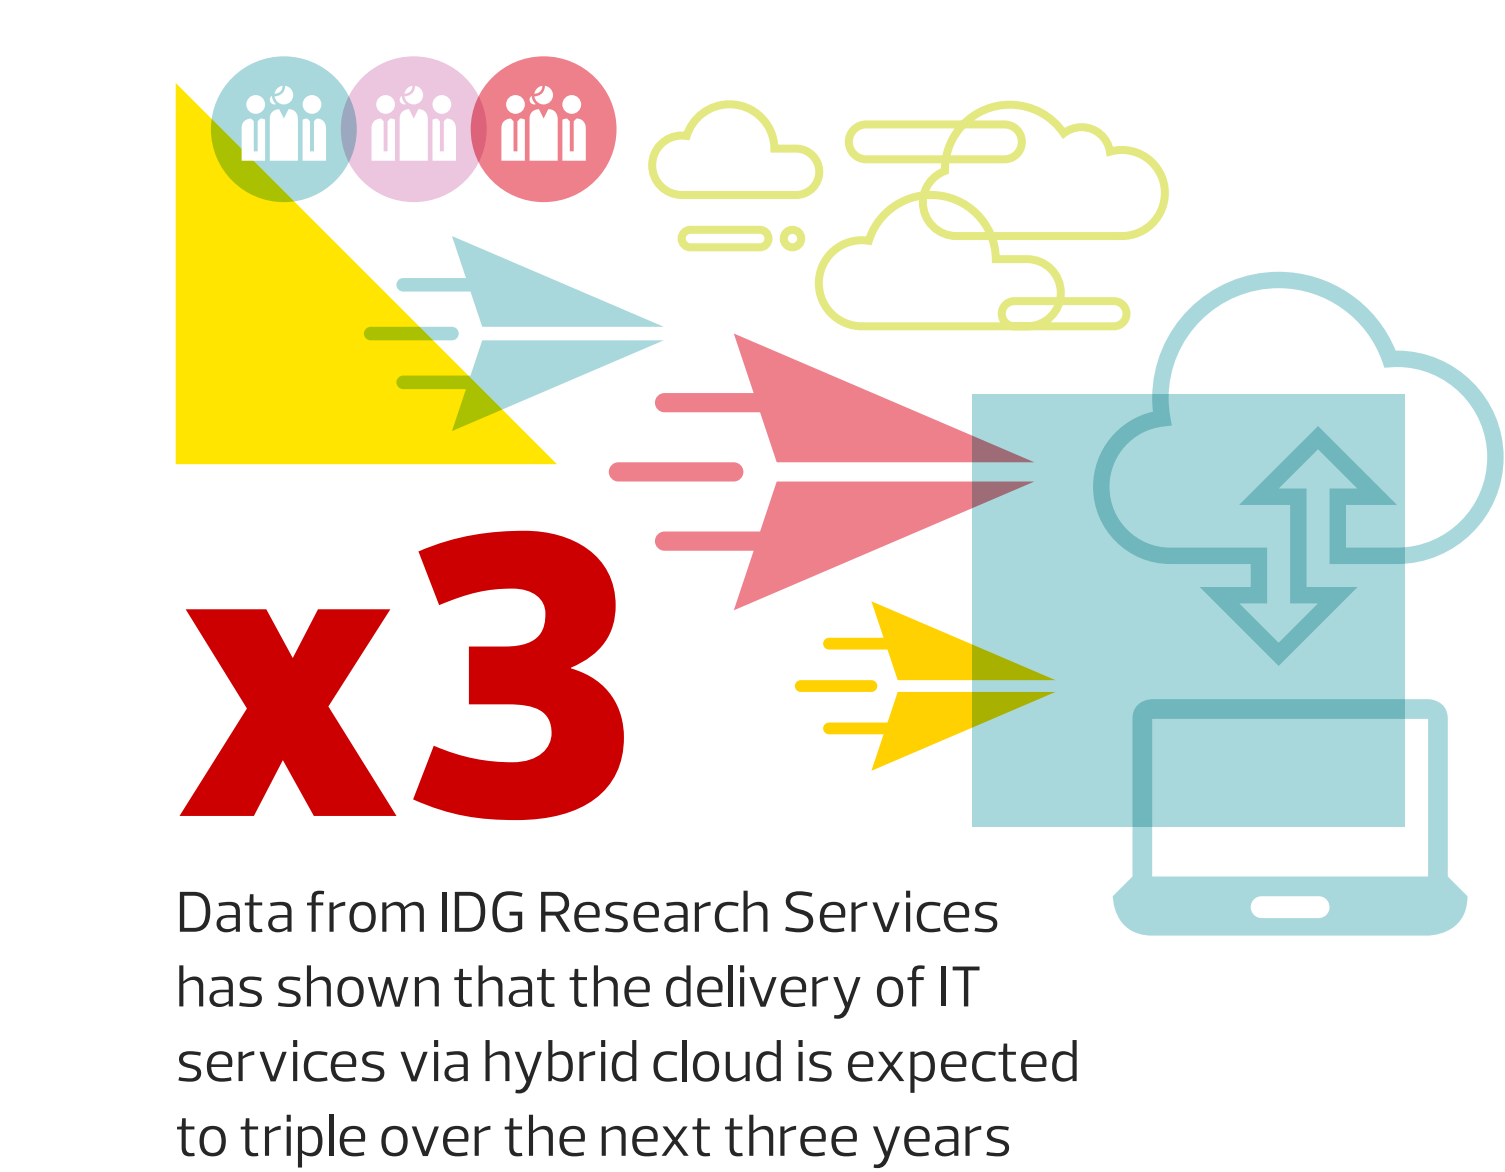 x3
Data from IDG Research Services
has shown that the delivery of IT
services via hybrid cloud is expected
to triple over the next three years